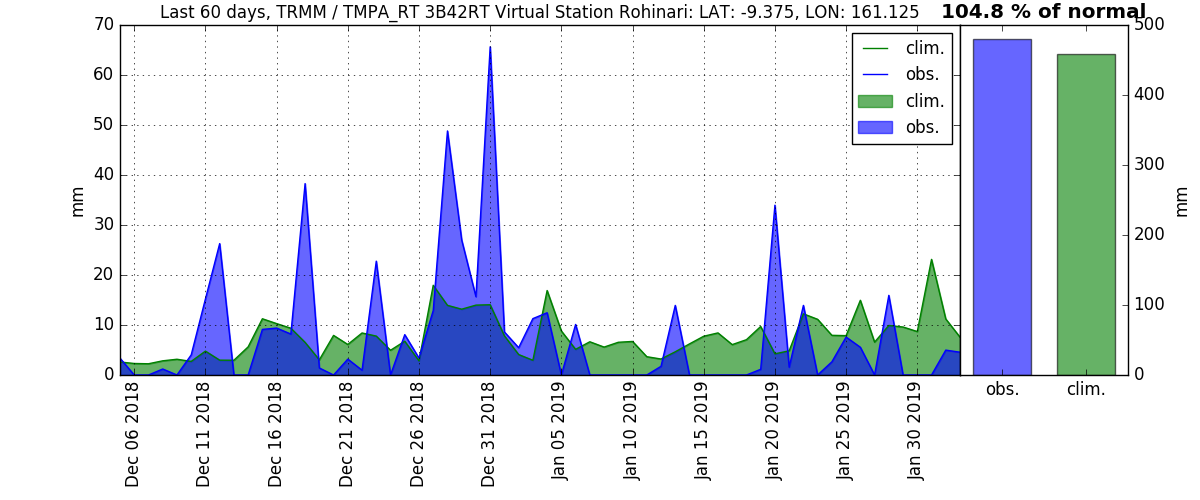 Last 60 days, TRMM / TMPA_RT 3B42RT Virtual Station Rohinari: LAT: -9.375, LON: 161.125
104.8 % of normal
mm
70
60
50
40
30
20
10
0
clim.
obs.
clim.
obs.
500
400
300
200
100
0
mm
Dec 06 2018
Dec 11 2018
Dec 16 2018
Dec 21 2018
Dec 26 2018
Dec 31 2018
Jan 05 2019
Jan 10 2019
Jan 15 2019
Jan 20 2019
Jan 25 2019
Jan 30 2019
obs.
clim.